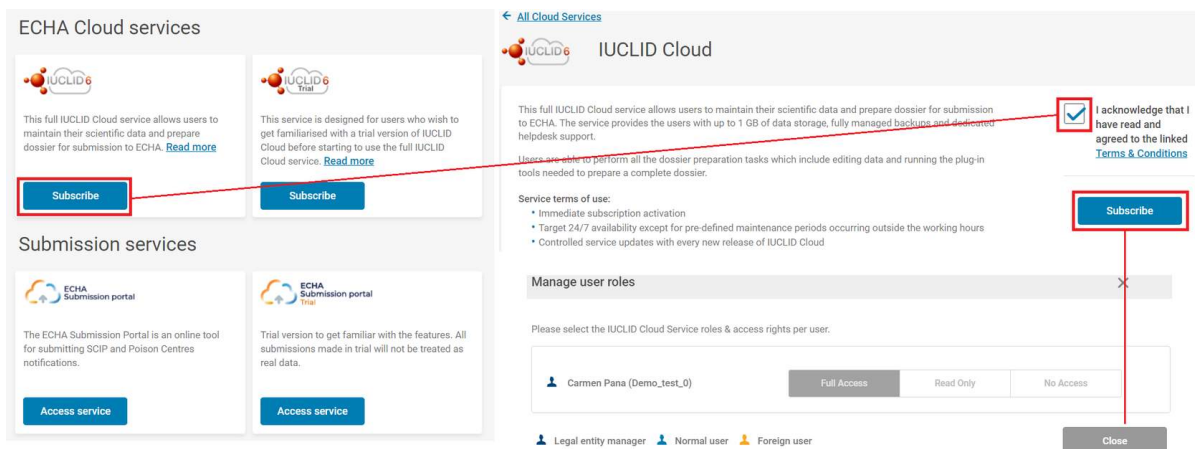 ECHA Cloud services
IUCLID 6
This full IUCLID Cloud service allows users to
maintain their scientific data and prepare
dossier for submission to ECHA. Read more
Subscribe
IUCLID 6
Trial
This service is designed for users who wish to
get familiarised with a trial version of IUCLID
Cloud before starting to use the full IUCLID
Cloud service. Read more
Subscribe
Submission services
ECHA
Submission portal
The ECHA Submission Portal is an online tool
for submitting SCIP and Poison Centres
notifications.
Access service
ECHA
Submission portal
Trial
Trial version to get familiar with the features. All
submissions made in trial will not be treated as
real data.
Access service
← All Cloud Services
IUCLID 6
IUCLID Cloud
This full IUCLID Cloud service allows users to maintain their scientific data and prepare dossier for submission
to ECHA. The service provides the users with up to 1 GB of data storage, fully managed backups and dedicated
helpdesk support.
Users are able to perform all the dossier preparation tasks which include editing data and running the plug-in
tools needed to prepare a complete dossier.
Service terms of use:
• Immediate subscription activation
• Target 24/7 availability except for pre-defined maintenance periods occurring outside the working hours
• Controlled service updates with every new release of IUCLID Cloud
I acknowledge that I
have read and
agreed to the linked
Terms & Conditions
Subscribe
Manage user roles
Please select the IUCLID Cloud Service roles & access rights per user.
Carmen Pana (Demo_test_0)
Full Access
Read Only
No Access
Legal entity manager
Normal user
Foreign user
Close